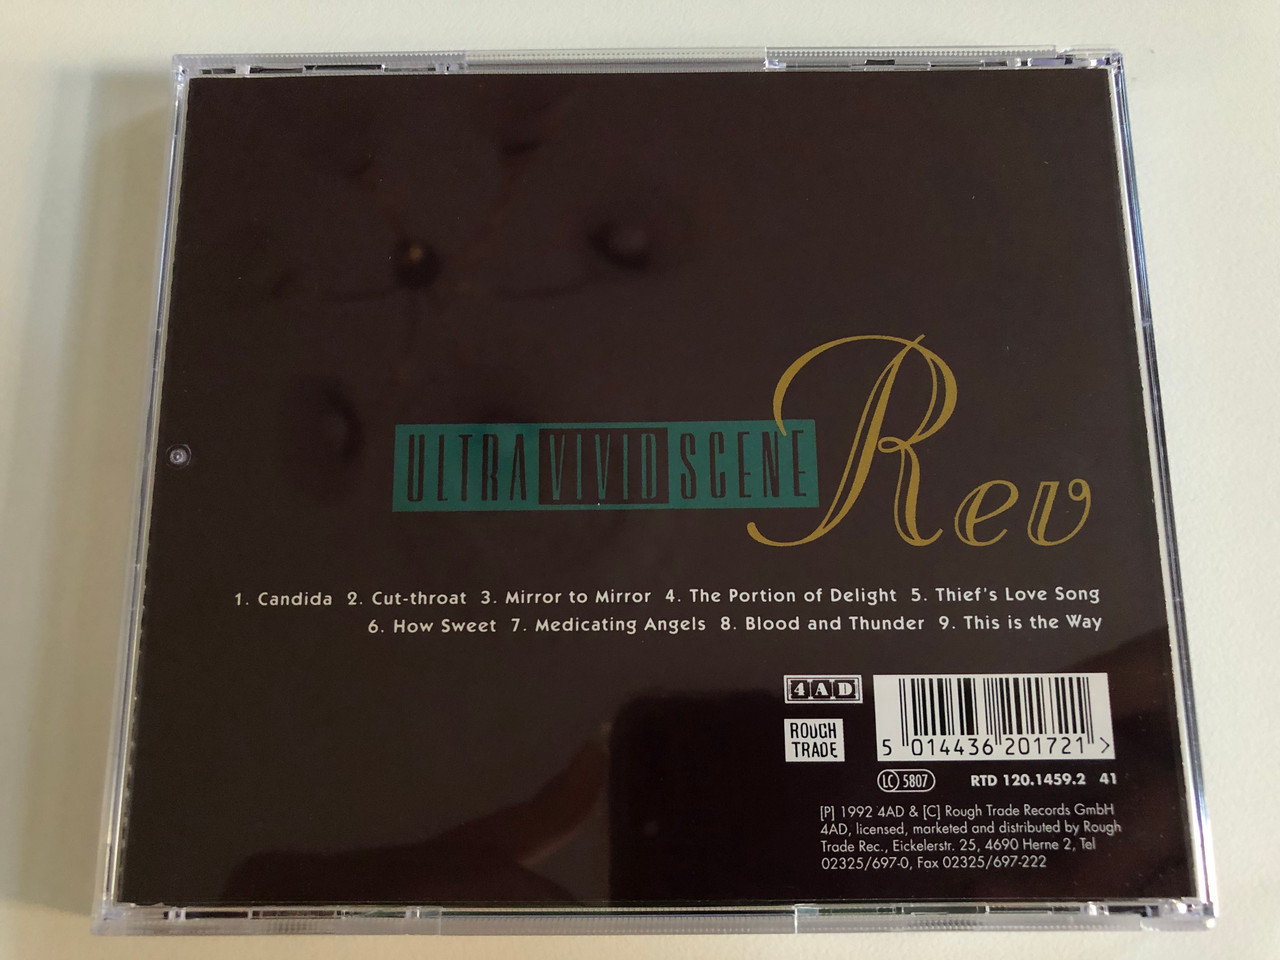 ULTRA VIVID SCENE
Rev
1. Candida 2. Cut-throat 3. Mirror to Mirror 4. The Portion of Delight 5. Thief's Love Song
6. How Sweet 7. Medicating Angels 8. Blood and Thunder 9. This is the Way
4AD
ROUGH
TRADE
5 014436 201721 >
LC 5807
RTD 120.1459.2 41
[P] 1992 4AD & [C] Rough Trade Records GmbH
4AD, licensed, marketed and distributed by Rough
Trade Rec., Eickelerstr. 25, 4690 Herne 2, Tel
02325/697-0, Fax 02325/697-222